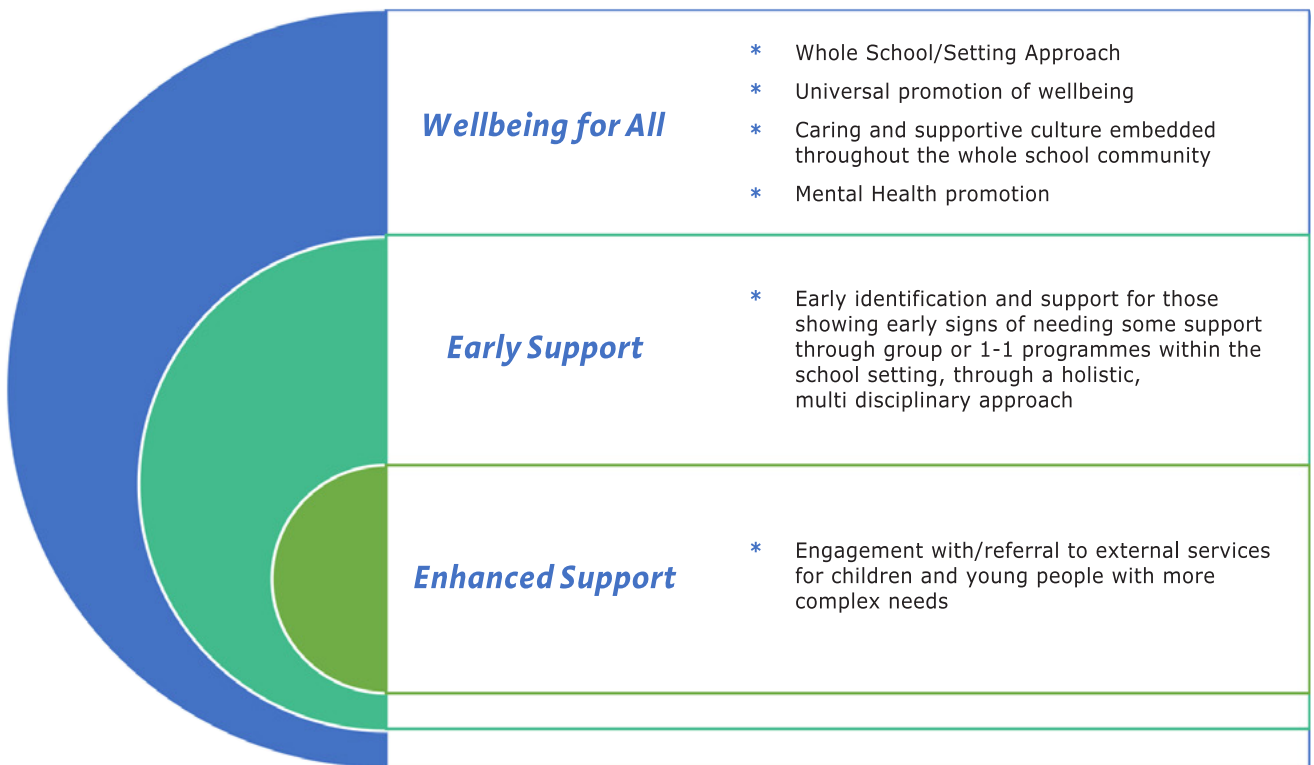 Wellbeing for All
* Whole School/Setting Approach
* Universal promotion of wellbeing
* Caring and supportive culture embedded
throughout the whole school community
* Mental Health promotion
Early Support
* Early identification and support for those
showing early signs of needing some support
through group or 1-1 programmes within the
school setting, through a holistic,
multi disciplinary approach
Enhanced Support
* Engagement with/referral to external services
for children and young people with more
complex needs